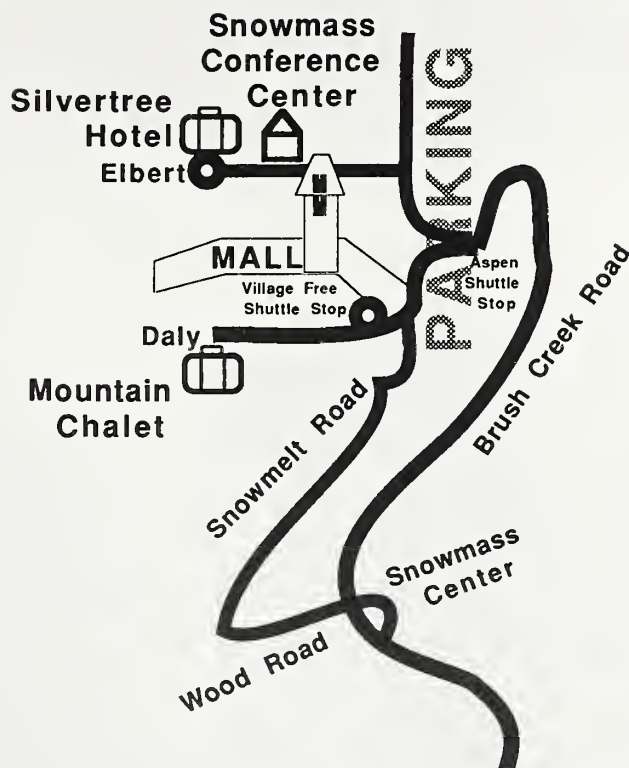 Snowmass
Conference
Center
Silvertree
Hotel
Elbert
PARKING
MALL
Village Free
Shuttle Stop
Aspen
Shuttle
Stop
Daly
Mountain
Chalet
Brush Creek Road
Snowmelt Road
Snowmass
Center
Wood Road